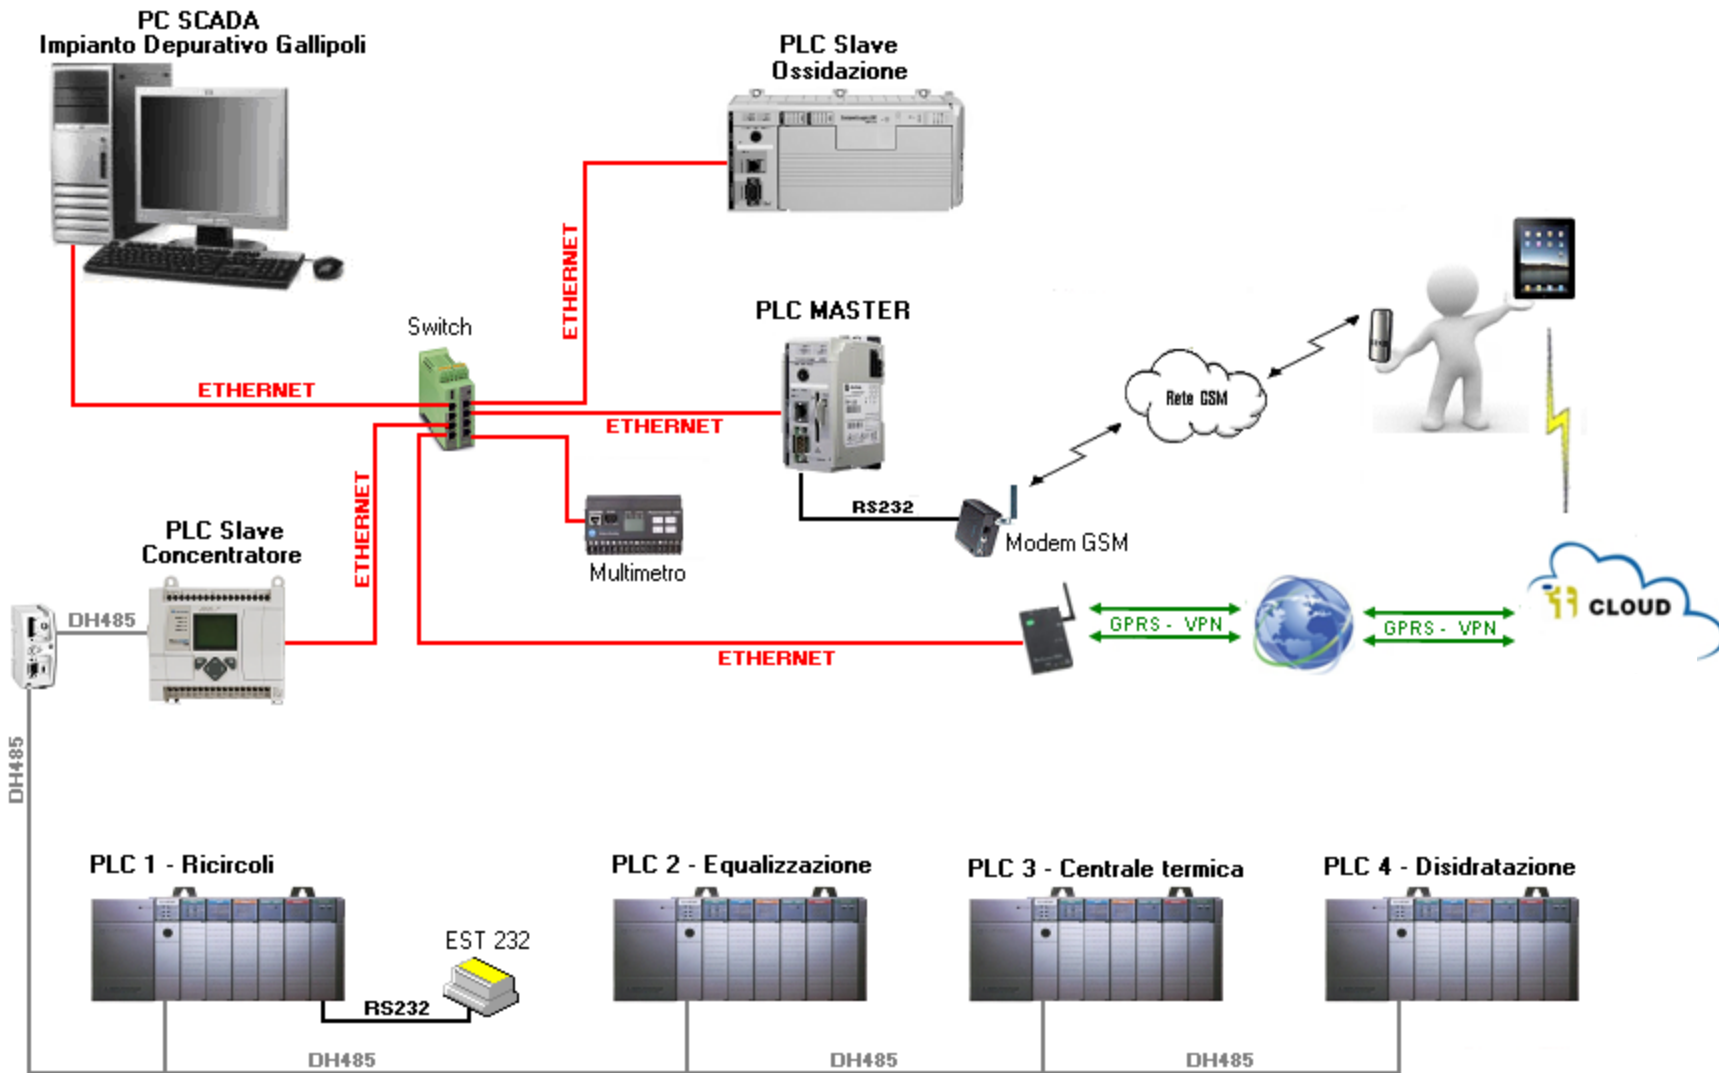 PC SCADA
Impianto Depurativo Gallipoli
PLC Slave
Ossidazione
ETHERNET
PLC MASTER
Switch
ETHERNET
ETHERNET
Rete GSM
ETHERNET
RS232
Modem GSM
Multimetro
PLC Slave
Concentratore
DH485
ETHERNET
GPRS - VPN
GPRS - VPN
CLOUD
DH485
PLC 1 - Ricircoli
PLC 2 - Equalizzazione
PLC 3 - Centrale termica
PLC 4 - Disidratazione
EST 232
RS232
DH485
DH485
DH485